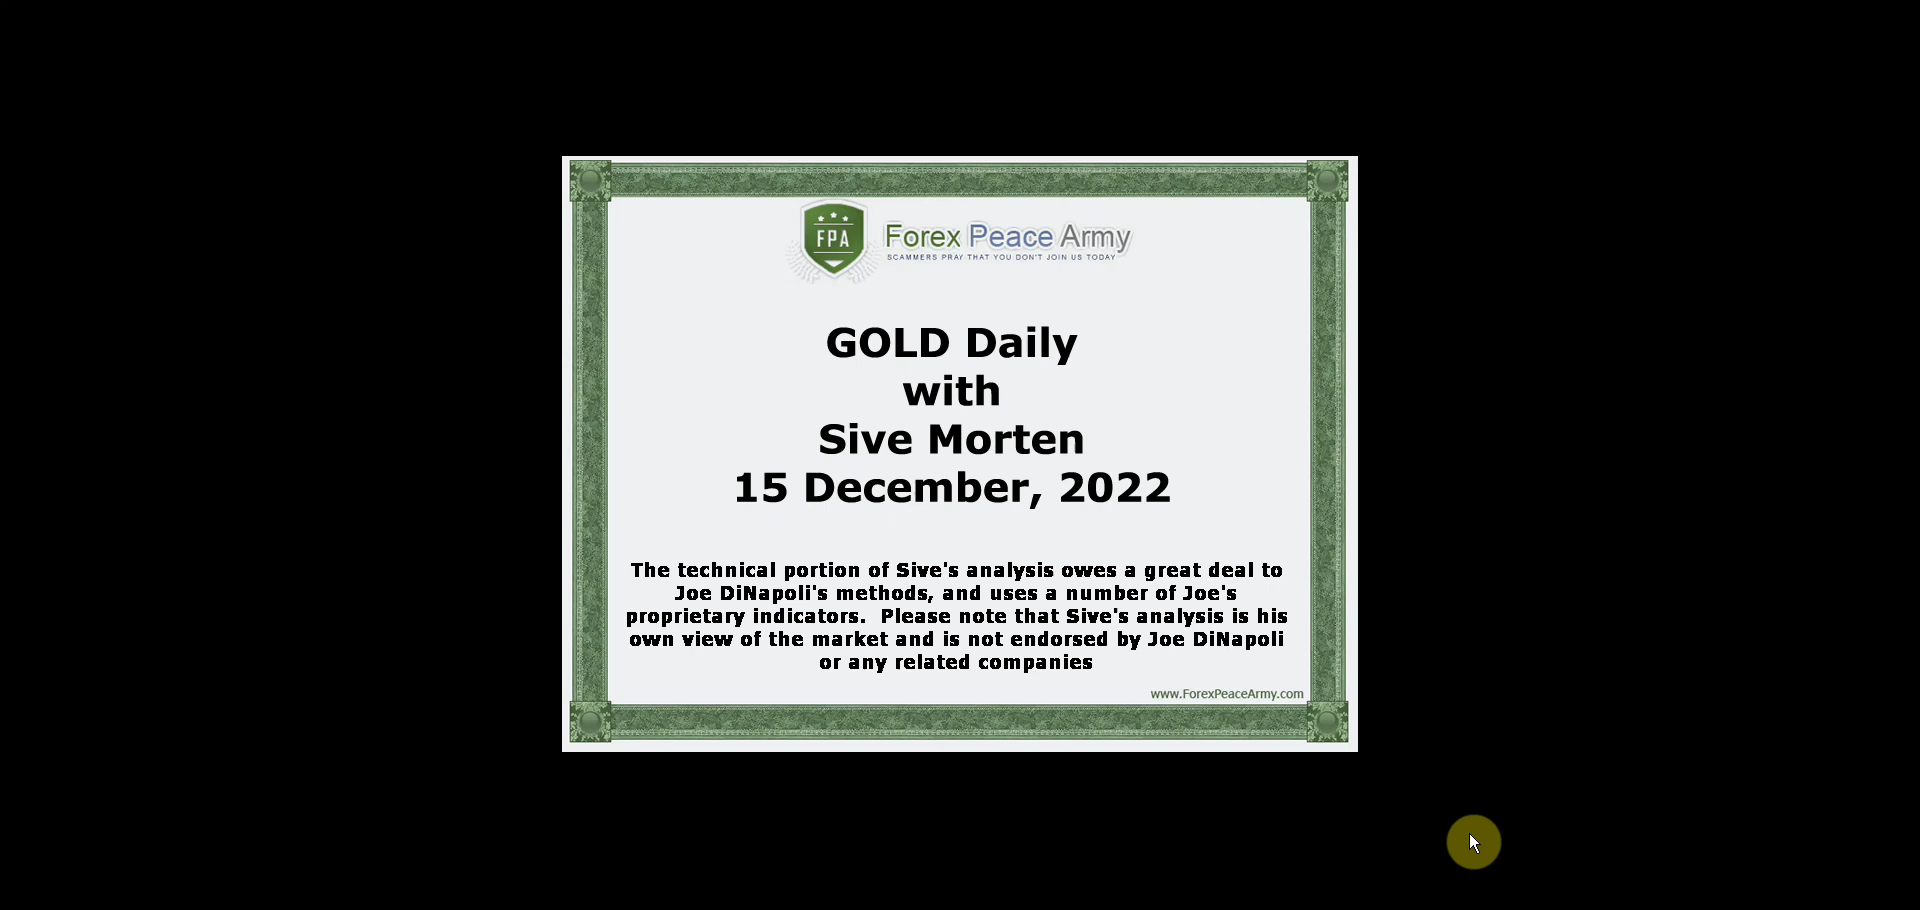 FPA
Forex Peace Army
SCAMMERS PRAY THAT YOU DON'T JOIN US TODAY
GOLD Daily
with
Sive Morten
15 December, 2022
The technical portion of Sive's analysis owes a great deal to
Joe DiNapoli's methods, and uses a number of Joe's
proprietary indicators.  Please note that Sive's analysis is his
own view of the market and is not endorsed by Joe DiNapoli
or any related companies
www.ForexPeaceArmy.com